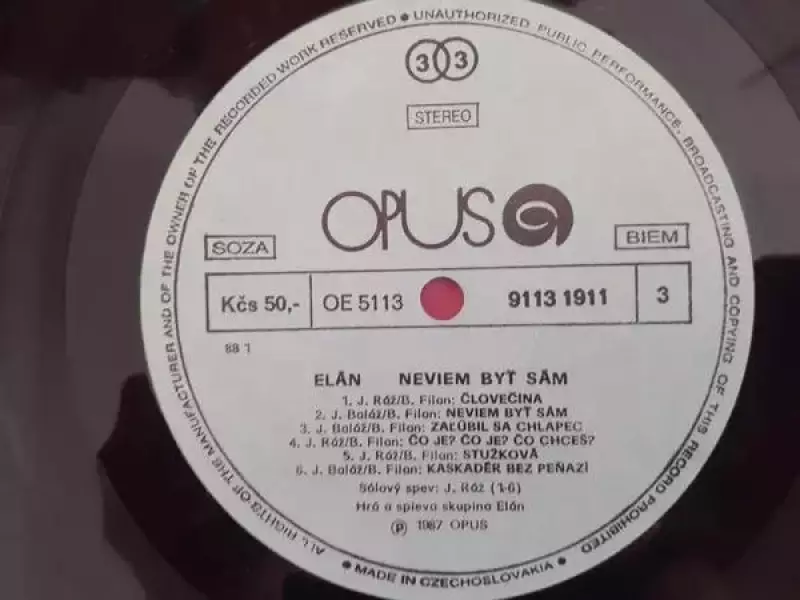 ALL RIGHTS OF THE MANUFACTURER AND OF THE OWNER OF THE RECORDED WORK RESERVED • UNAUTHORIZED PUBLIC PERFORMANCE, BROADCASTING AND COPYING OF THIS RECORD PROHIBITED
33
STEREO
OPUS
SOZA
BIEM
Kčs 50,- OE 5113 9113 1911 3
88 1
ELÁN NEVIEM BYŤ SÁM
1. J. Ráž/B. Filan: ČLOVEČINA
2. J. Baláž/B. Filan: NEVIEM BYŤ SÁM
3. J. Baláž/B. Filan: ZAĽÚBIL SA CHLAPEC
4. J. Ráž/B. Filan: ČO JE? ČO JE? ČO CHCEŠ?
5. J. Ráž/B. Filan: STUŽKOVÁ
6. J. Baláž/B. Filan: KASKADÉR BEZ PEŇAZÍ
Sólový spev: J. Ráž (1-6)
Hrá a spieva skupina Elán
℗ 1987 OPUS
• MADE IN CZECHOSLOVAKIA •